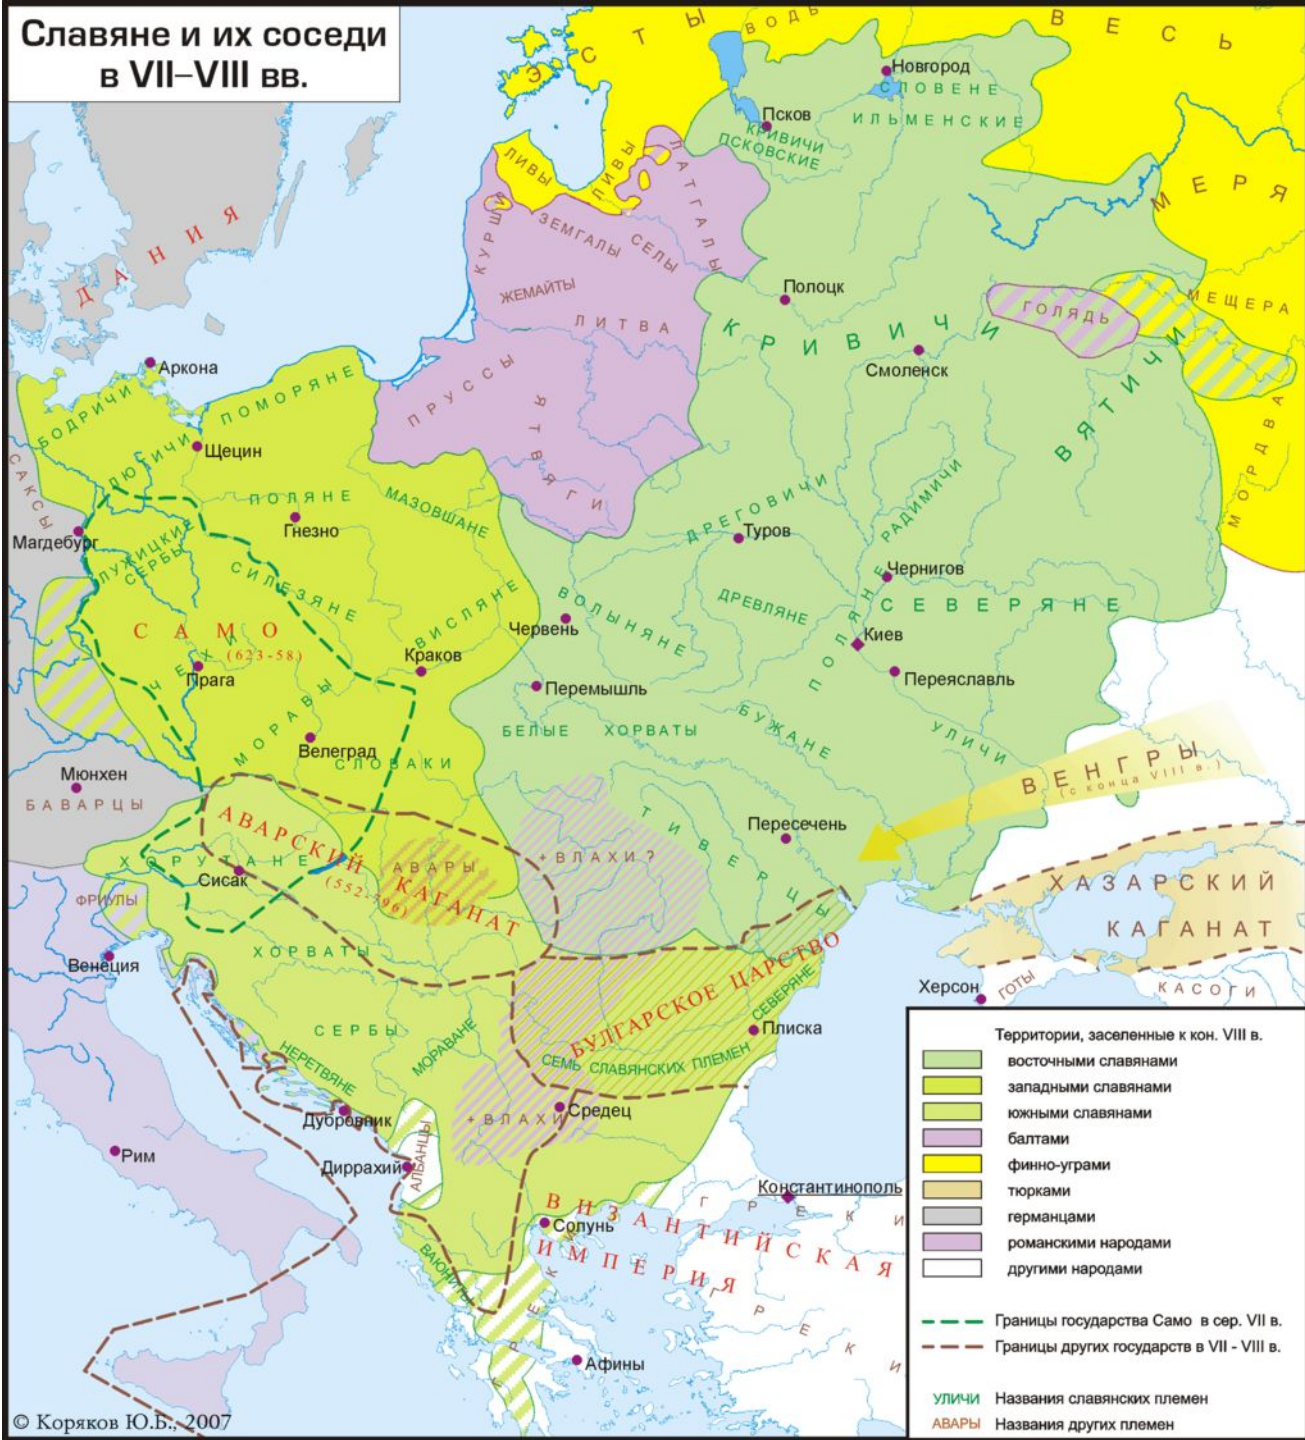 Славяне и их соседи
в VII–VIII вв.
ЭСТЫ
ВОДЬ
ВЕСЬ
Новгород
СЛОВЕНЕ
ИЛЬМЕНСКИЕ
Псков
КРИВИЧИ
ПСКОВСКИЕ
ЛИВЫ
ЛИВЫ
ЛАТГАЛЫ
МЕРЯ
КУРШИ
ЗЕМГАЛЫ
СЕЛЫ
ДАНИЯ
ЖЕМАЙТЫ
ЛИТВА
Полоцк
КРИВИЧИ
ГОЛЯДЬ
МЕЩЕРА
Смоленск
ВЯТИЧИ
Аркона
БОДРИЧИ
ПОМОРЯНЕ
ПРУССЫ
ЯТВЯГИ
МОРДВА
ЛЮТИЧИ
Щецин
САКСЫ
ПОЛЯНЕ
МАЗОВШАНЕ
ДРЕГОВИЧИ
РАДИМИЧИ
Гнезно
Туров
Магдебург
ЛУЖИЦКИЕ
СЕРБЫ
СИЛЕЗЯНЕ
Чернигов
ВИСЛЯНЕ
ВОЛЫНЯНЕ
ДРЕВЛЯНЕ
СЕВЕРЯНЕ
САМО
(623-58)
Червень
ПОЛЯНЕ
Киев
ЧЕХИ
Прага
Краков
Перемышль
Переяславль
МОРАВЫ
БЕЛЫЕ ХОРВАТЫ
БУЖАНЕ
УЛИЧИ
Велеград
СЛОВАКИ
ВЕНГРЫ
(с конца VIII в.)
Мюнхен
БАВАРЦЫ
АВАРСКИЙ КАГАНАТ
(552-796)
ТИВЕРЦЫ
Пересечень
ХОРУТАНЕ
Сисак
АВАРЫ
+ ВЛАХИ ?
ХАЗАРСКИЙ
КАГАНАТ
ФРИУЛЫ
ХОРВАТЫ
Венеция
БУЛГАРСКОЕ ЦАРСТВО
СЕВЕРЯНЕ
Херсон
ГОТЫ
КАСОГИ
СЕРБЫ
МОРАВАНЕ
Плиска
НЕРЕТВЯНЕ
СЕМЬ СЛАВЯНСКИХ ПЛЕМЕН
Дубровник
+ ВЛАХИ
Средец
Рим
Диррахий
АЛБАНЦЫ
Константинополь
ВИЗАНТИЙСКАЯ
ИМПЕРИЯ
ГРЕКИ
Солунь
ВАЮНИТЫ
ГРЕКИ
ГРЕКИ
Афины
Территории, заселенные к кон. VIII в.
восточными славянами
западными славянами
южными славянами
балтами
финно-уграми
тюрками
германцами
романскими народами
другими народами
Границы государства Само в сер. VII в.
Границы других государств в VII - VIII в.
УЛИЧИ Названия славянских племен
АВАРЫ Названия других племен
© Коряков Ю.Б., 2007